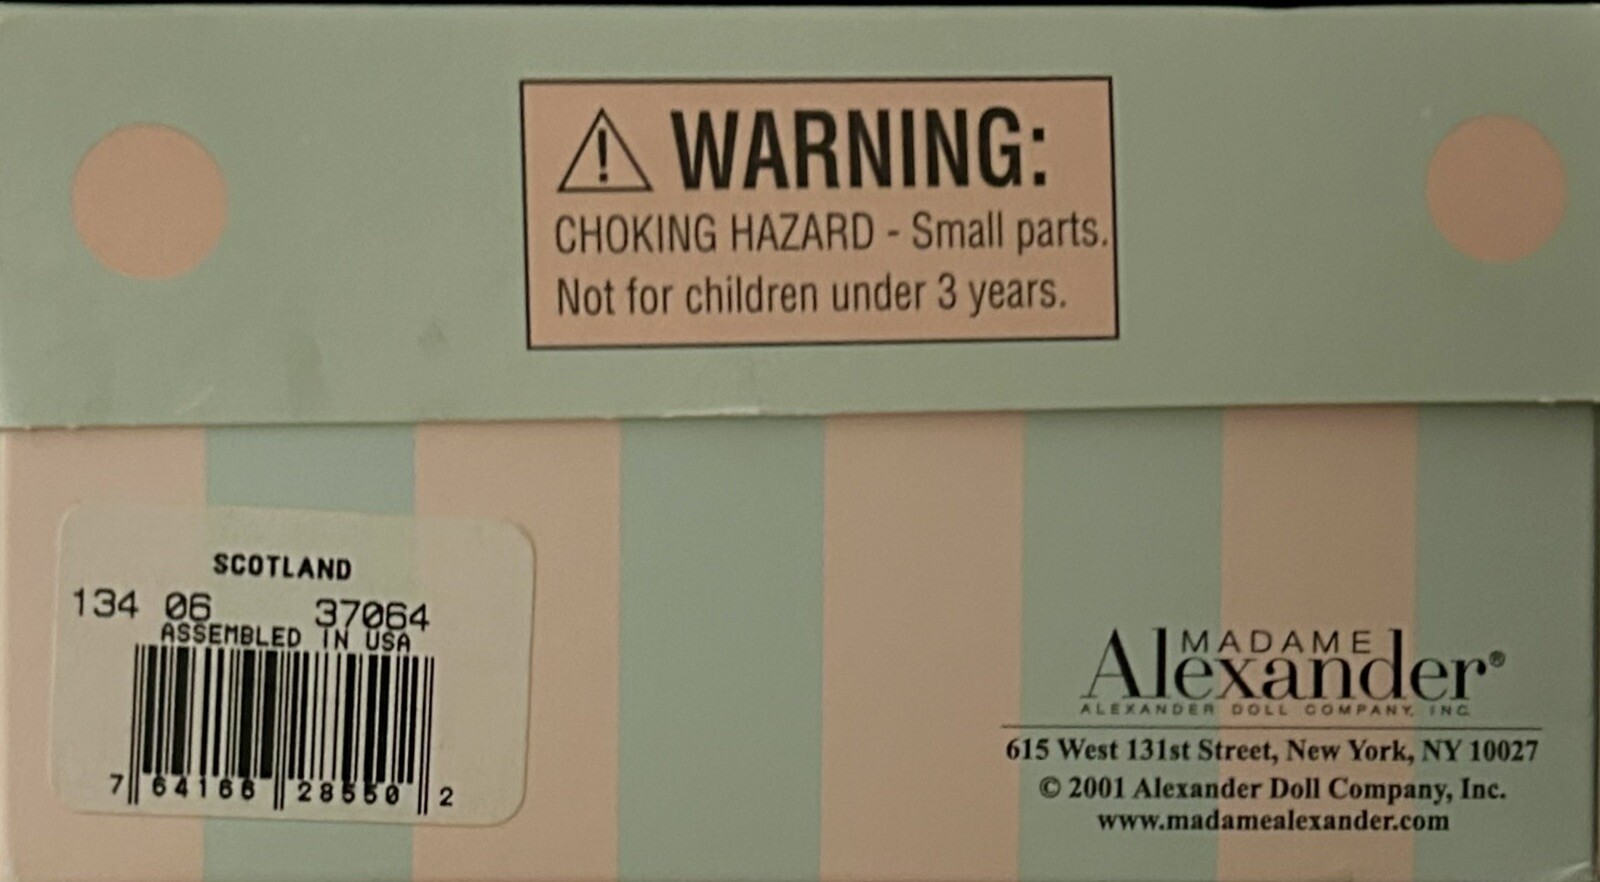 WARNING:
CHOKING HAZARD - Small parts.
Not for children under 3 years.
SCOTLAND
134 06 37064
ASSEMBLED IN USA
7 64166 28550 2
MADAME
Alexander®
ALEXANDER DOLL COMPANY, INC.
615 West 131st Street, New York, NY 10027
© 2001 Alexander Doll Company, Inc.
www.madamealexander.com